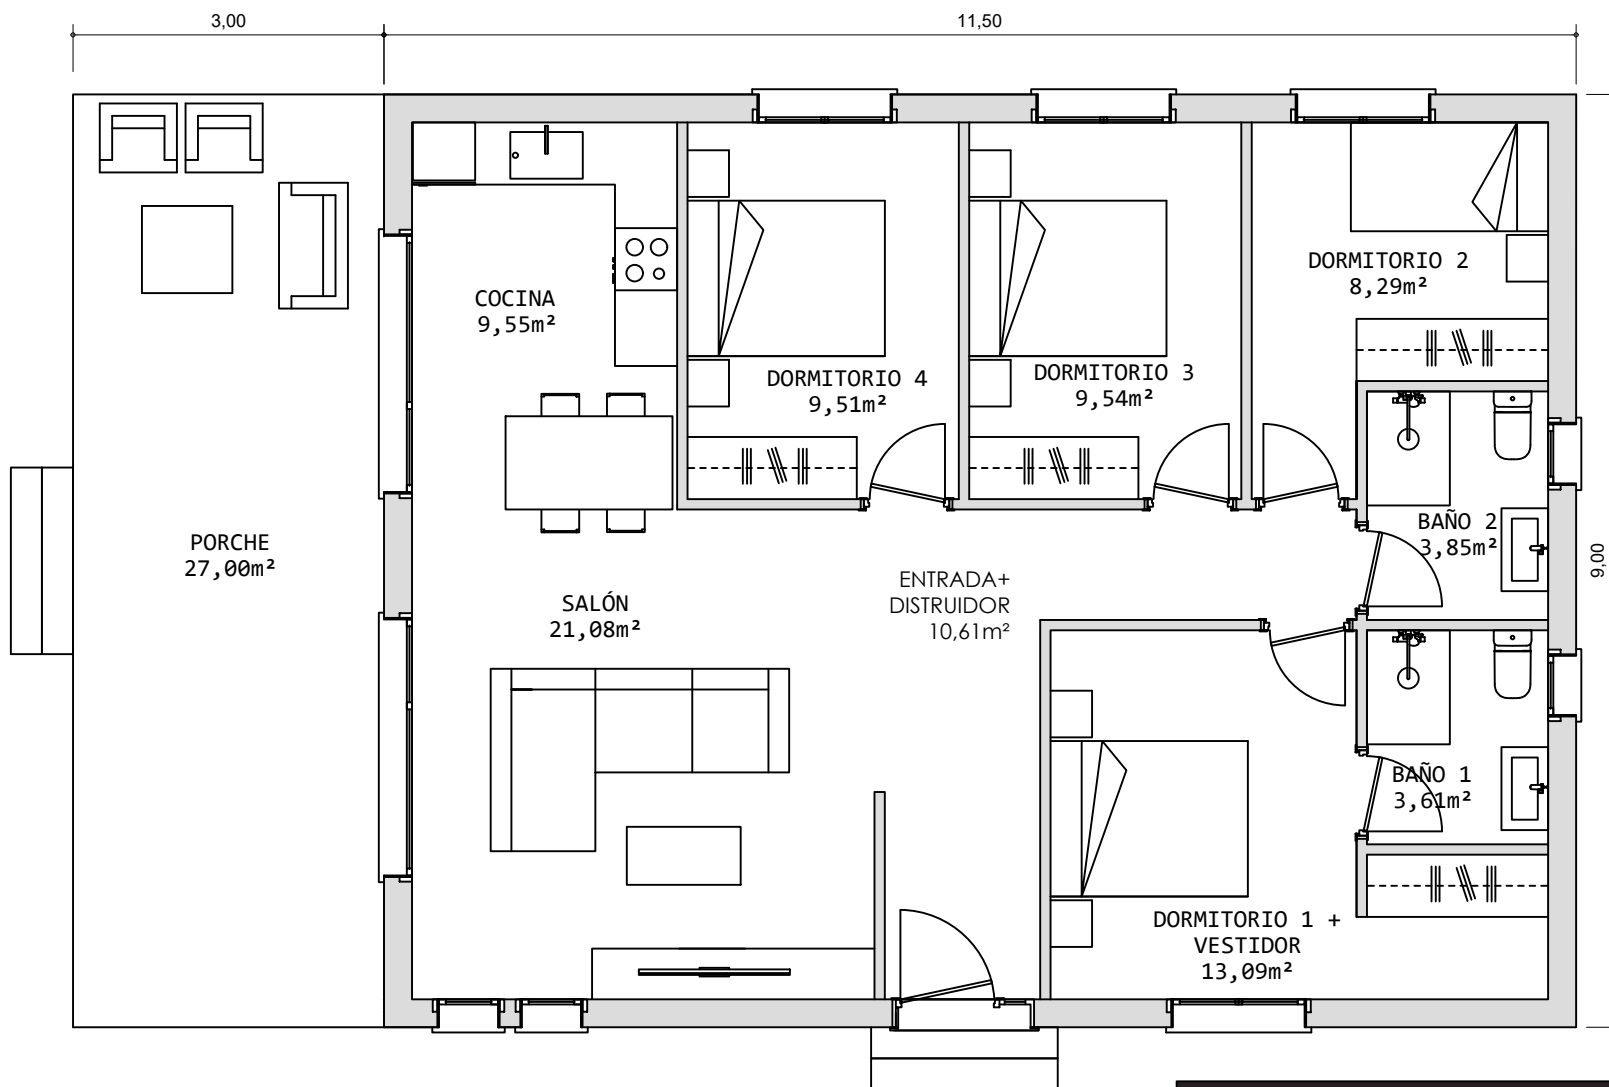 3,00
11,50
COCINA
9,55m²
DORMITORIO 4
9,51m²
DORMITORIO 3
9,54m²
DORMITORIO 2
8,29m²
PORCHE
27,00m²
SALÓN
21,08m²
ENTRADA+
DISTRUIDOR
10,61m²
BAÑO 2
3,85m²
9,00
BAÑO 1
3,61m²
DORMITORIO 1 +
VESTIDOR
13,09m²